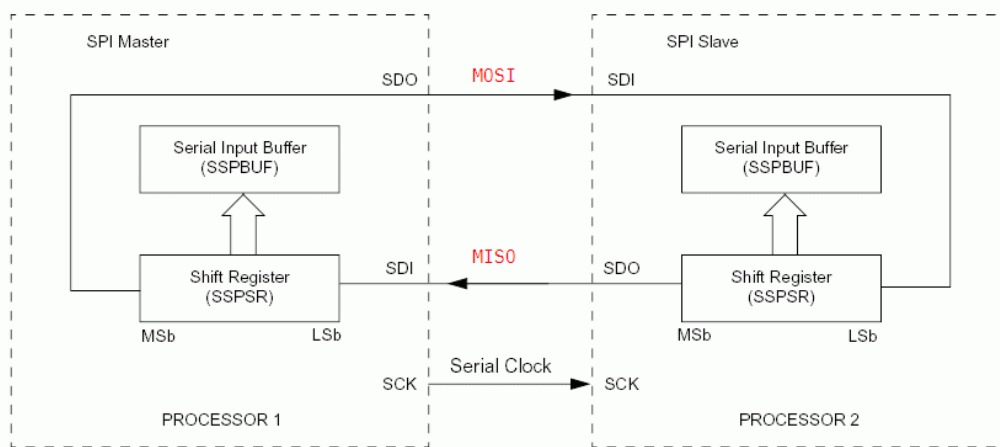 SPI Master
SPI Slave
SDO
MOSI
SDI
Serial Input Buffer
(SSPBUF)
Serial Input Buffer
(SSPBUF)
SDI
MISO
SDO
Shift Register
(SSPSR)
Shift Register
(SSPSR)
MSb
LSb
MSb
LSb
SCK
Serial Clock
SCK
PROCESSOR 1
PROCESSOR 2